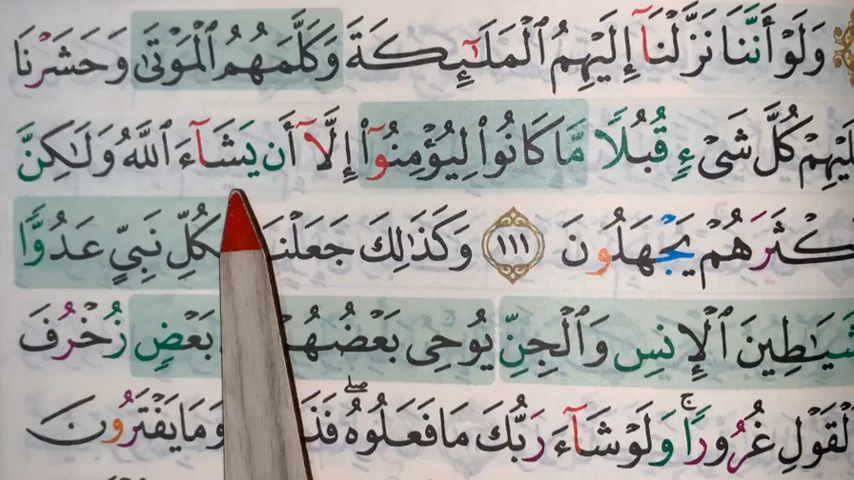 وَلَوْ أَنَّنَا نَزَّلْنَآ إِلَيْهِمُ ٱلْمَلَٰٓئِكَةَ وَكَلَّمَهُمُ ٱلْمَوْتَىٰ وَحَشَرْنَا
عَلَيْهِمْ كُلَّ شَىْءٍ قُبُلًا مَّا كَانُوا۟ لِيُؤْمِنُوٓا۟ إِلَّآ أَن يَشَآءَ ٱللَّهُ وَلَٰكِنَّ
أَكْثَرَهُمْ يَجْهَلُونَ ١١١ وَكَذَٰلِكَ جَعَلْنَا لِكُلِّ نَبِىٍّ عَدُوًّا
شَيَٰطِينَ ٱلْإِنسِ وَٱلْجِنِّ يُوحِى بَعْضُهُمْ بَعْضٍ زُخْرُفَ
ٱلْقَوْلِ غُرُورًا ۚ وَلَوْ شَآءَ رَبُّكَ مَا فَعَلُوهُ ۖ وَمَا يَفْتَرُونَ